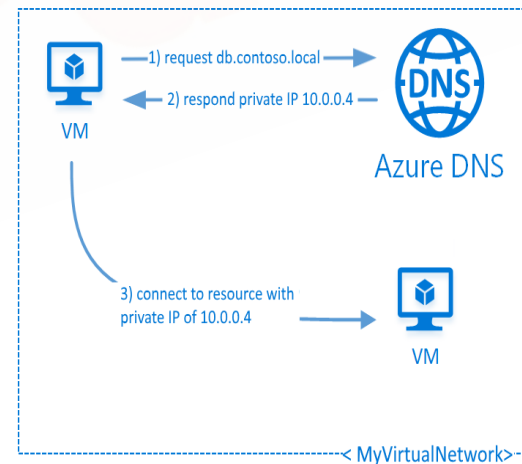 1) request db.contoso.local
2) respond private IP 10.0.0.4
DNS
VM
Azure DNS
3) connect to resource with
private IP of 10.0.0.4
VM
< MyVirtualNetwork>